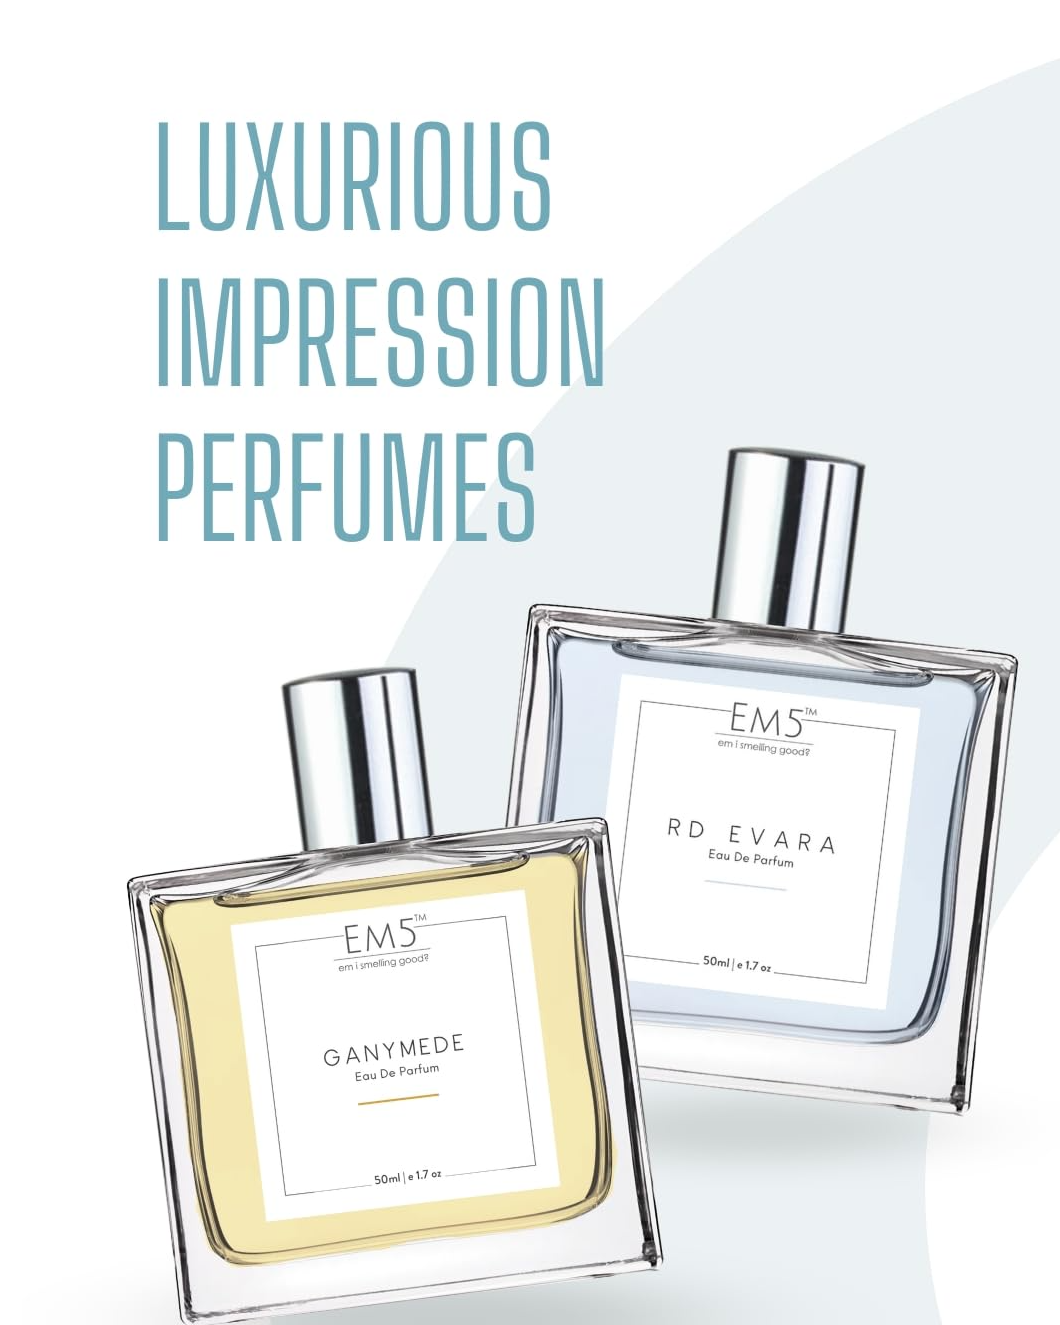 LUXURIOUS
IMPRESSION
PERFUMES
EM5™
em i smelling good?
RD EVARA
Eau De Parfum
50ml | e 1.7 oz
EM5™
em i smelling good?
GANYMEDE
Eau De Parfum
50ml | e 1.7 oz